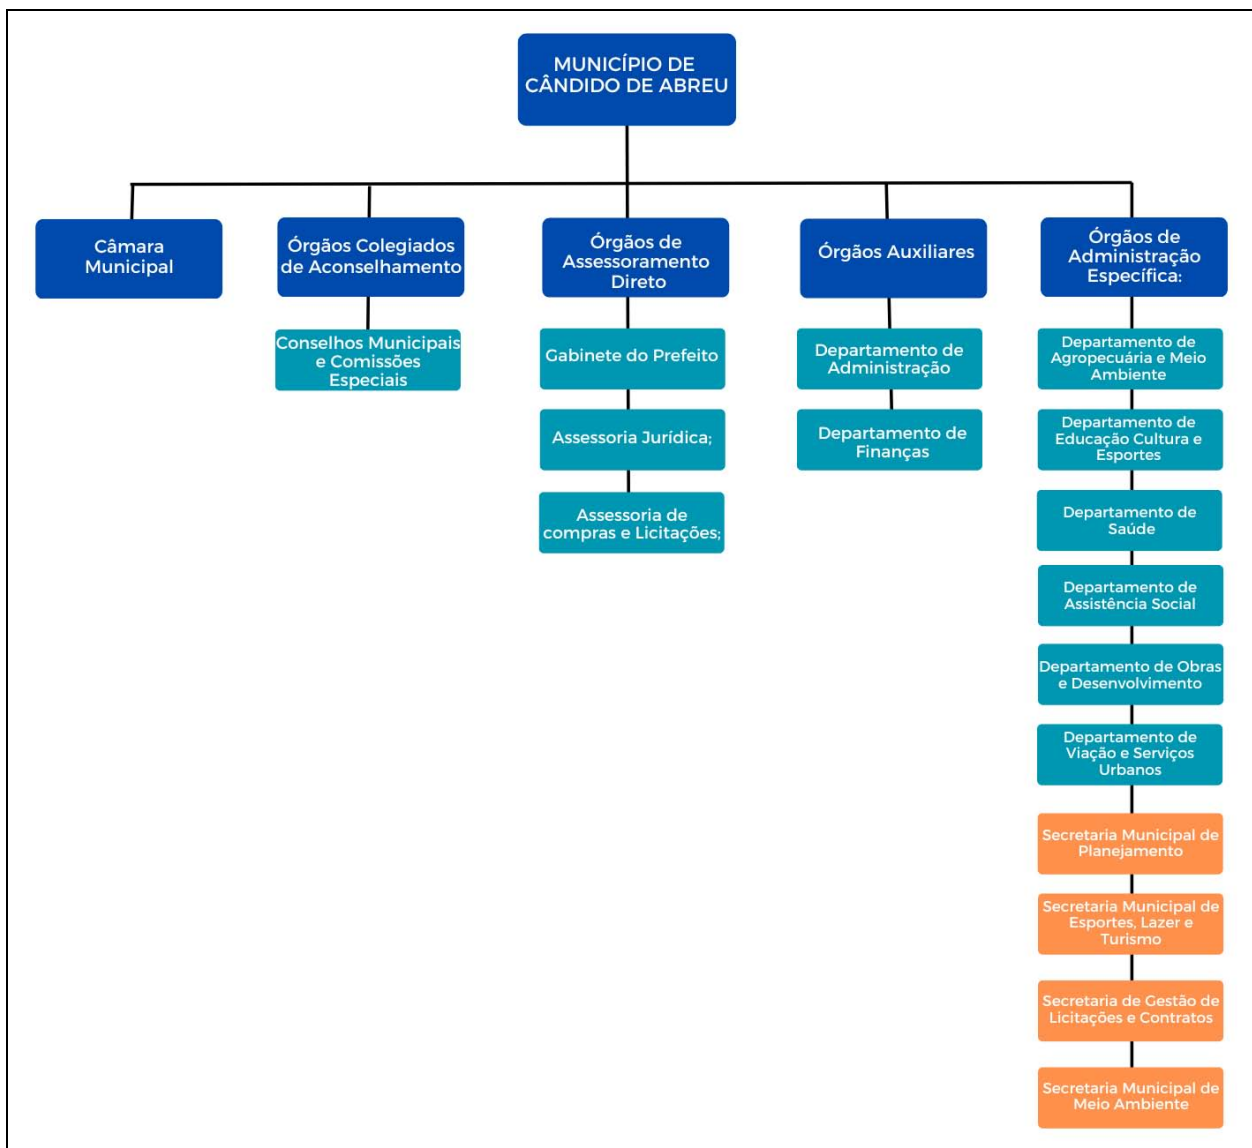 MUNICÍPIO DE
CÂNDIDO DE ABREU
Câmara
Municipal
Órgãos Colegiados
de Aconselhamento
Conselhos Municipais
e Comissões
Especiais
Órgãos de
Assessoramento
Direto
Gabinete do Prefeito
Assessoria Jurídica;
Assessoria de
compras e Licitações;
Órgãos Auxiliares
Departamento de
Administração
Departamento de
Finanças
Órgãos de
Administração
Específica:
Departamento de
Agropecuária e Meio
Ambiente
Departamento de
Educação Cultura e
Esportes
Departamento de
Saúde
Departamento de
Assistência Social
Departamento de Obras
e Desenvolvimento
Departamento de
Viação e Serviços
Urbanos
Secretaria Municipal de
Planejamento
Secretaria Municipal de
Esportes, Lazer e
Turismo
Secretaria de Gestão de
Licitações e Contratos
Secretaria Municipal de
Meio Ambiente